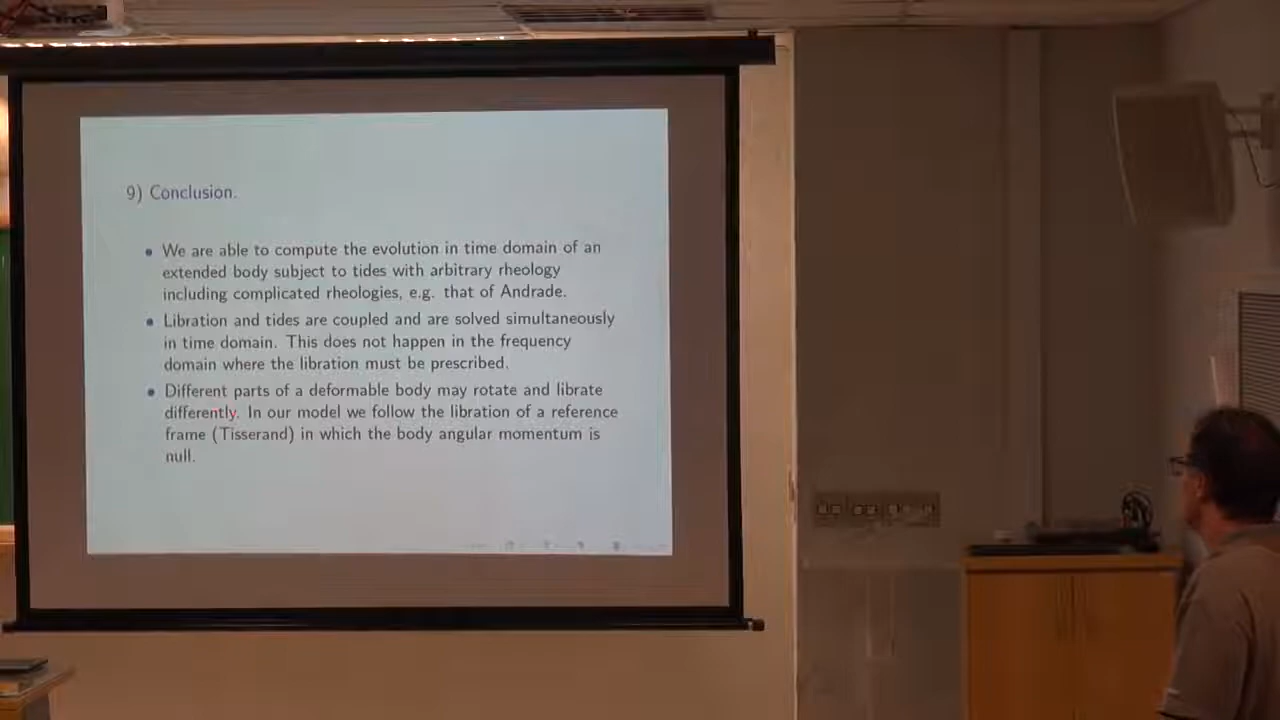 9) Conclusion.
We are able to compute the evolution in time domain of an
extended body subject to tides with arbitrary rheology
including complicated rheologies, e.g. that of Andrade.
Libration and tides are coupled and are solved simultaneously
in time domain. This does not happen in the frequency
domain where the libration must be prescribed.
Different parts of a deformable body may rotate and librate
differently. In our model we follow the libration of a reference
frame (Tisserand) in which the body angular momentum is
null.